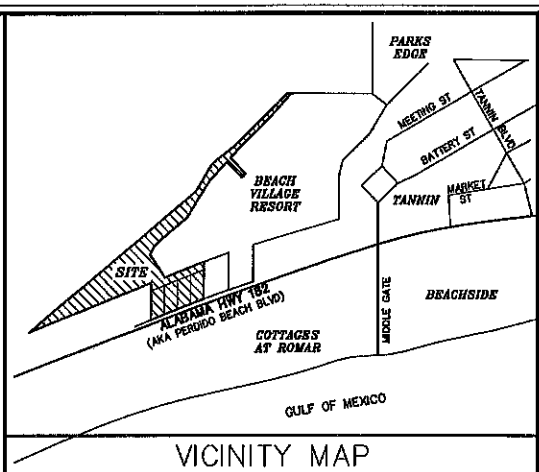 PARKS
EDGE
MEETING ST
TANNIN BLVD
BATTERY ST
BEACH
VILLAGE
RESORT
TANNIN
MARKET
ST
SITE
ALABAMA HWY 182
(AKA PERDIDO BEACH BLVD)
MIDDLE GATE
BEACHSIDE
COTTAGES
AT ROMAR
GULF OF MEXICO
VICINITY MAP